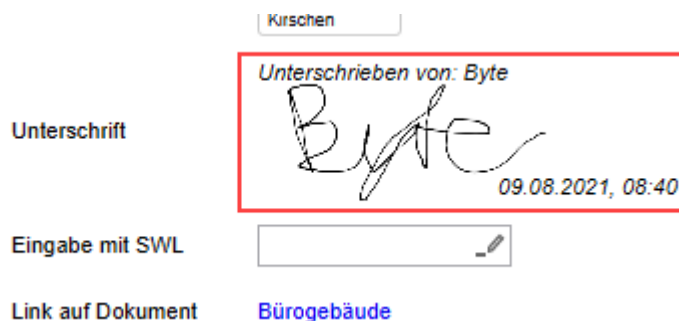 Kirschen
Unterschrieben von: Byte
Unterschrift
Byte
09.08.2021, 08:40
Eingabe mit SWL
Link auf Dokument Bürogebäude